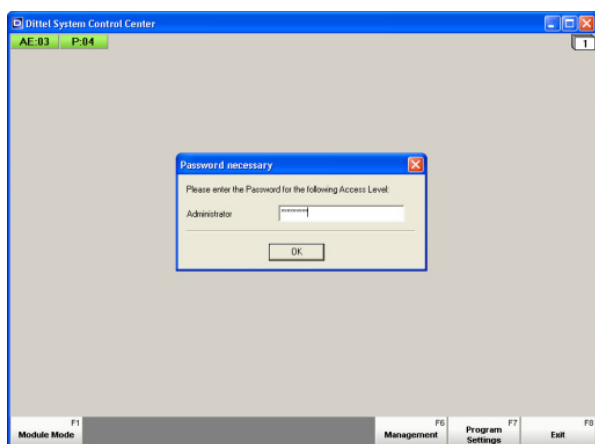 Dittel System Control Center
AE:03 P:04
1
Password necessary
Please enter the Password for the following Access Level:
Administrator ********
OK
F1 F6 F7 F8
Module Mode Management Program Settings Exit